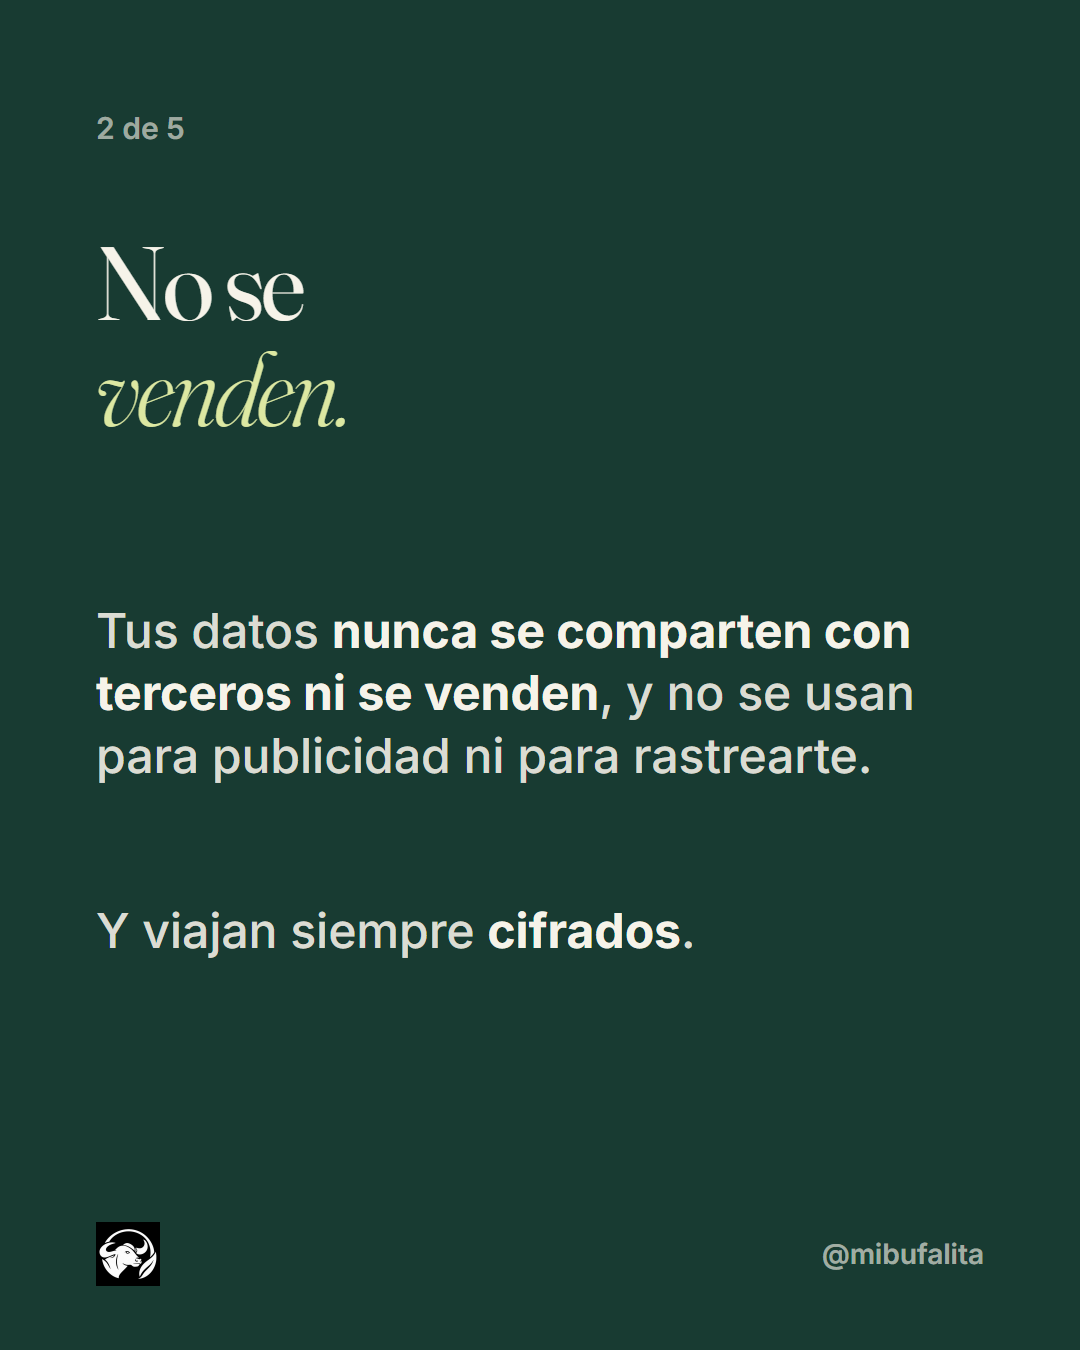 2 de 5
No se
venden.
Tus datos nunca se comparten con
terceros ni se venden, y no se usan
para publicidad ni para rastrearte.
Y viajan siempre cifrados.
@mibufalita